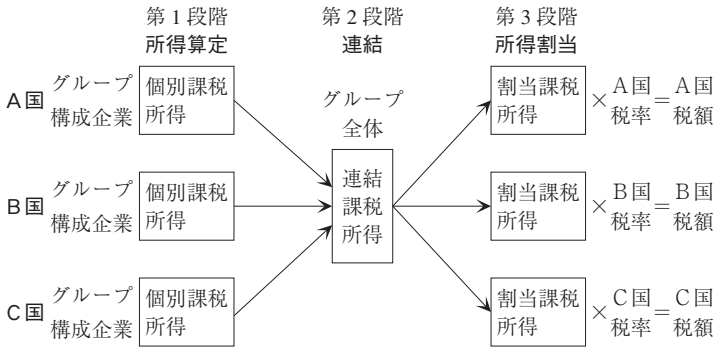 第1段階 第2段階 第3段階
所得算定 連結 所得割当
A国 グループ構成企業 個別課税所得
グループ全体
連結課税所得
割当課税所得 × A国税率 = A国税額
B国 グループ構成企業 個別課税所得
割当課税所得 × B国税率 = B国税額
C国 グループ構成企業 個別課税所得
割当課税所得 × C国税率 = C国税額